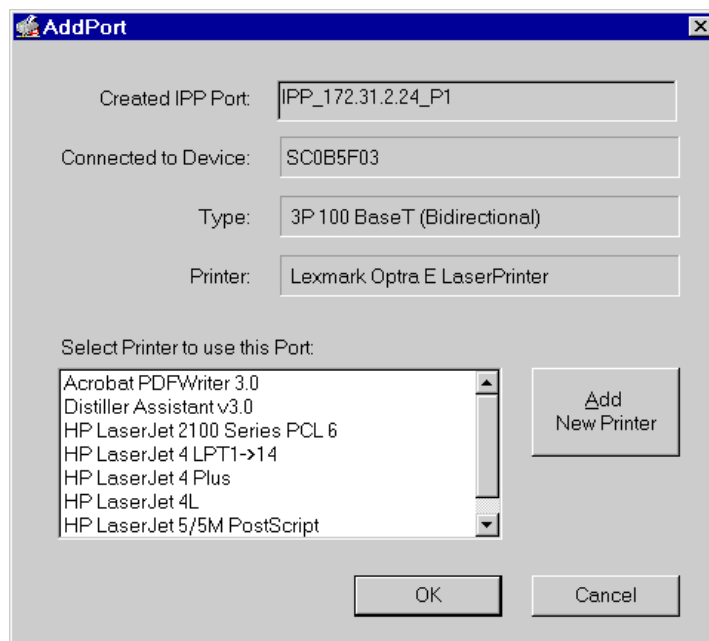 AddPort
Created IPP Port: IPP_172.31.2.24_P1
Connected to Device: SC0B5F03
Type: 3P 100 BaseT (Bidirectional)
Printer: Lexmark Optra E LaserPrinter
Select Printer to use this Port:
Acrobat PDFWriter 3.0
Distiller Assistant v3.0
HP LaserJet 2100 Series PCL 6
HP LaserJet 4 LPT1->14
HP LaserJet 4 Plus
HP LaserJet 4L
HP LaserJet 5/5M PostScript
Add
New Printer
OK Cancel